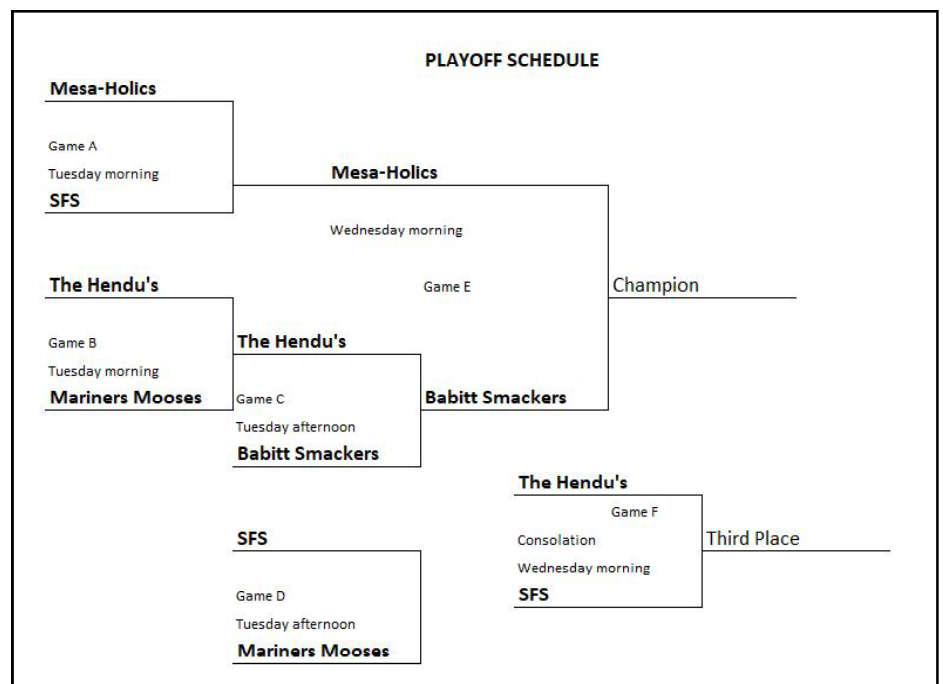 PLAYOFF SCHEDULE
Mesa-Holics
Game A
Tuesday morning
SFS
Mesa-Holics
Wednesday morning
Game E
Champion
The Hendu's
Game B
Tuesday morning
Mariners Mooses
The Hendu's
Game C
Tuesday afternoon
Babitt Smackers
Babitt Smackers
The Hendu's
Game F
Consolation
Wednesday morning
SFS
Third Place
SFS
Game D
Tuesday afternoon
Mariners Mooses